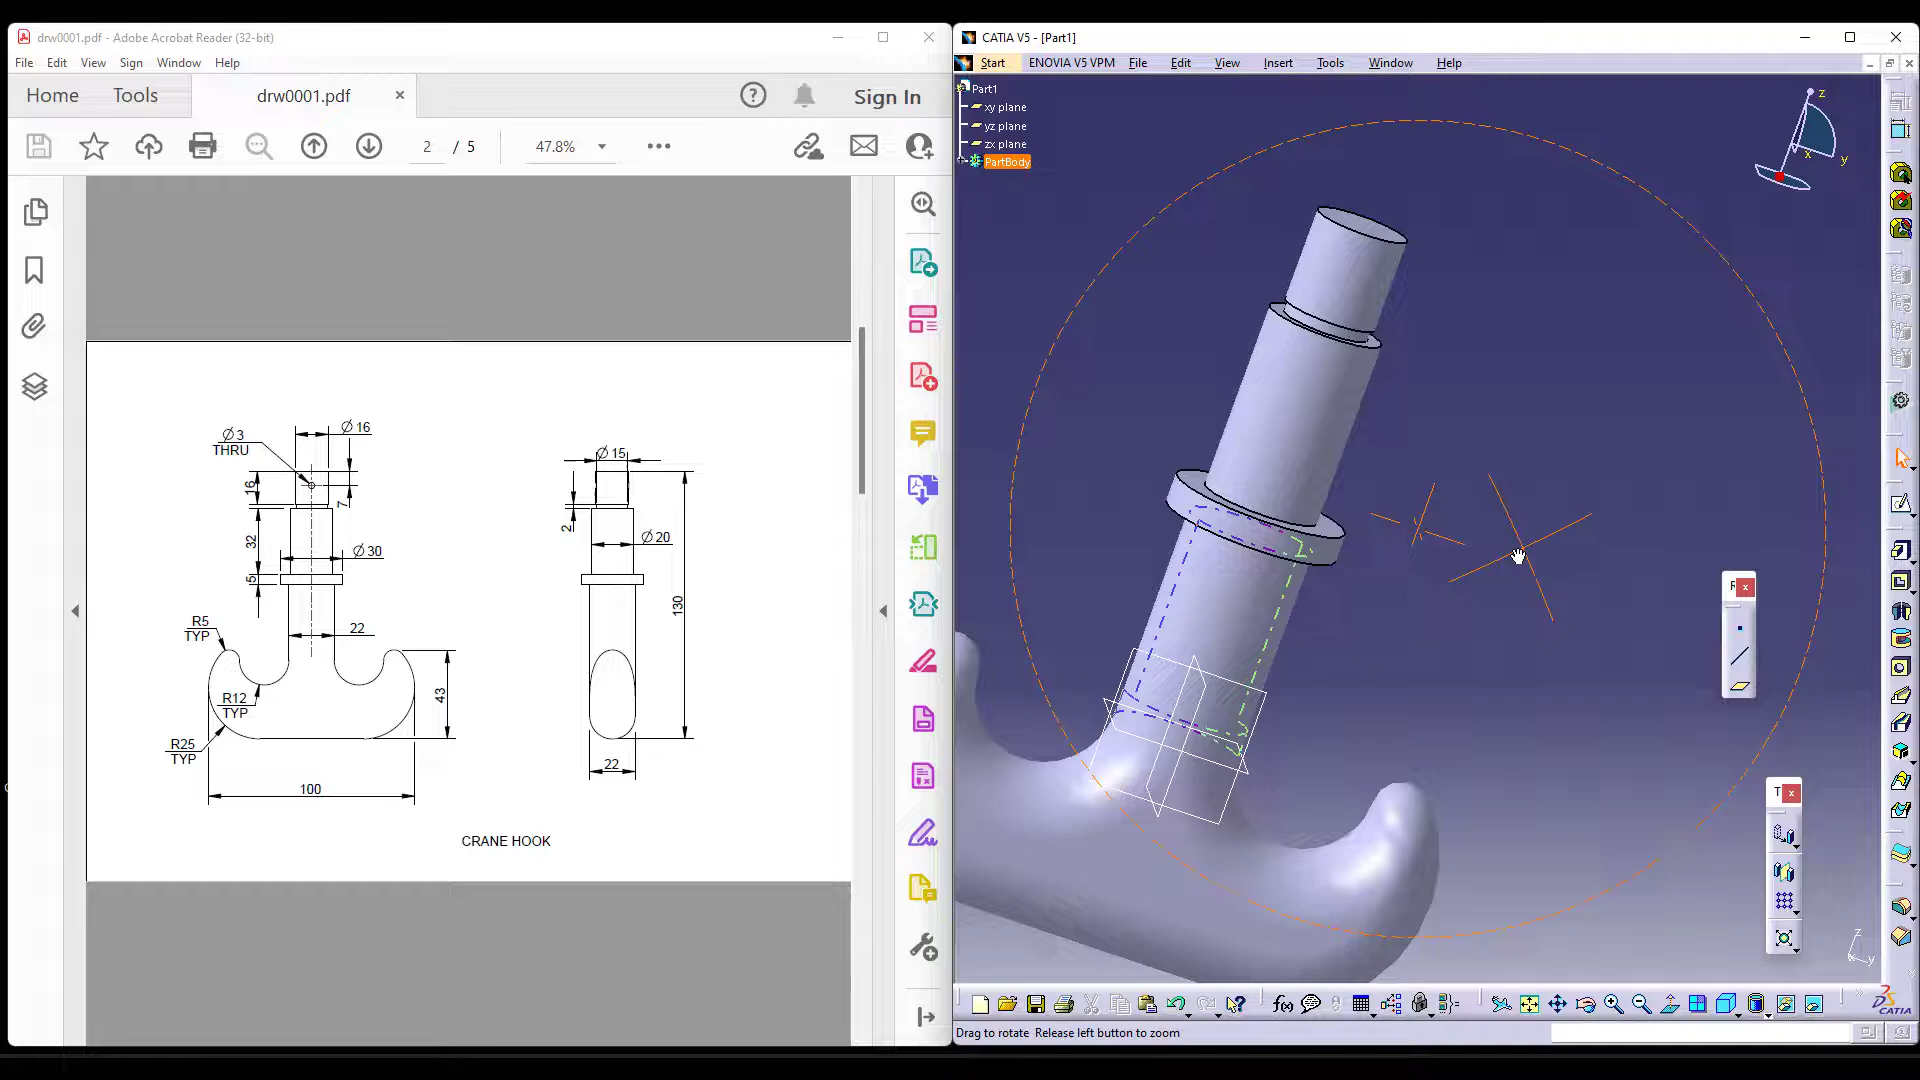 drw0001.pdf - Adobe Acrobat Reader (32-bit)
File Edit View Sign Window Help
Home Tools drw0001.pdf × Sign In
2 / 5 47.8%
Ø16
Ø3
THRU
16
7
32
Ø30
5
R5
TYP
22
R12
TYP
43
R25
TYP
100
Ø15
2
Ø20
130
22
CRANE HOOK
CATIA V5 - [Part1]
Start ENOVIA V5 VPM File Edit View Insert Tools Window Help
Part1
xy plane
yz plane
zx plane
PartBody
z
x
y
R
T
z
x
y
f(x)
CATIA
Drag to rotate Release left button to zoom